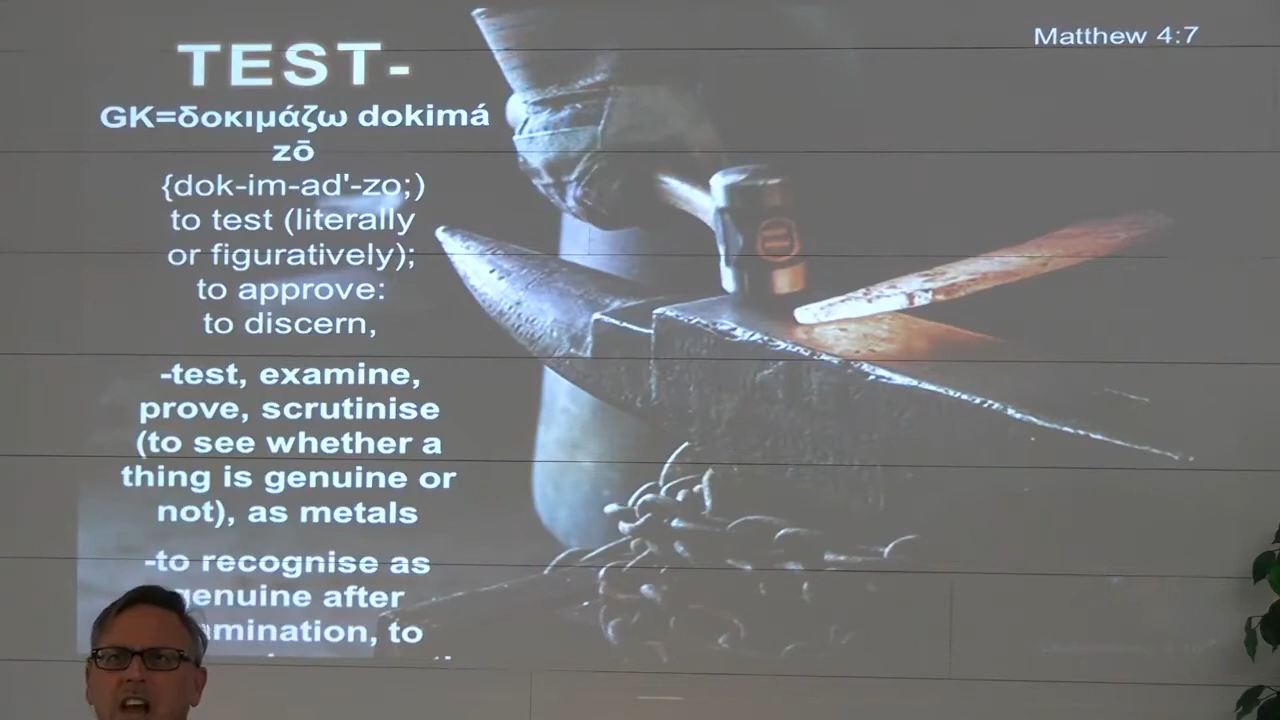 Matthew 4:7
TEST-
GK=δοκιμάζω dokimá
zō
{dok-im-ad'-zo;)
to test (literally
or figuratively);
to approve:
to discern,
-test, examine,
prove, scrutinise
(to see whether a
thing is genuine or
not), as metals
-to recognise as
genuine after
amination, to